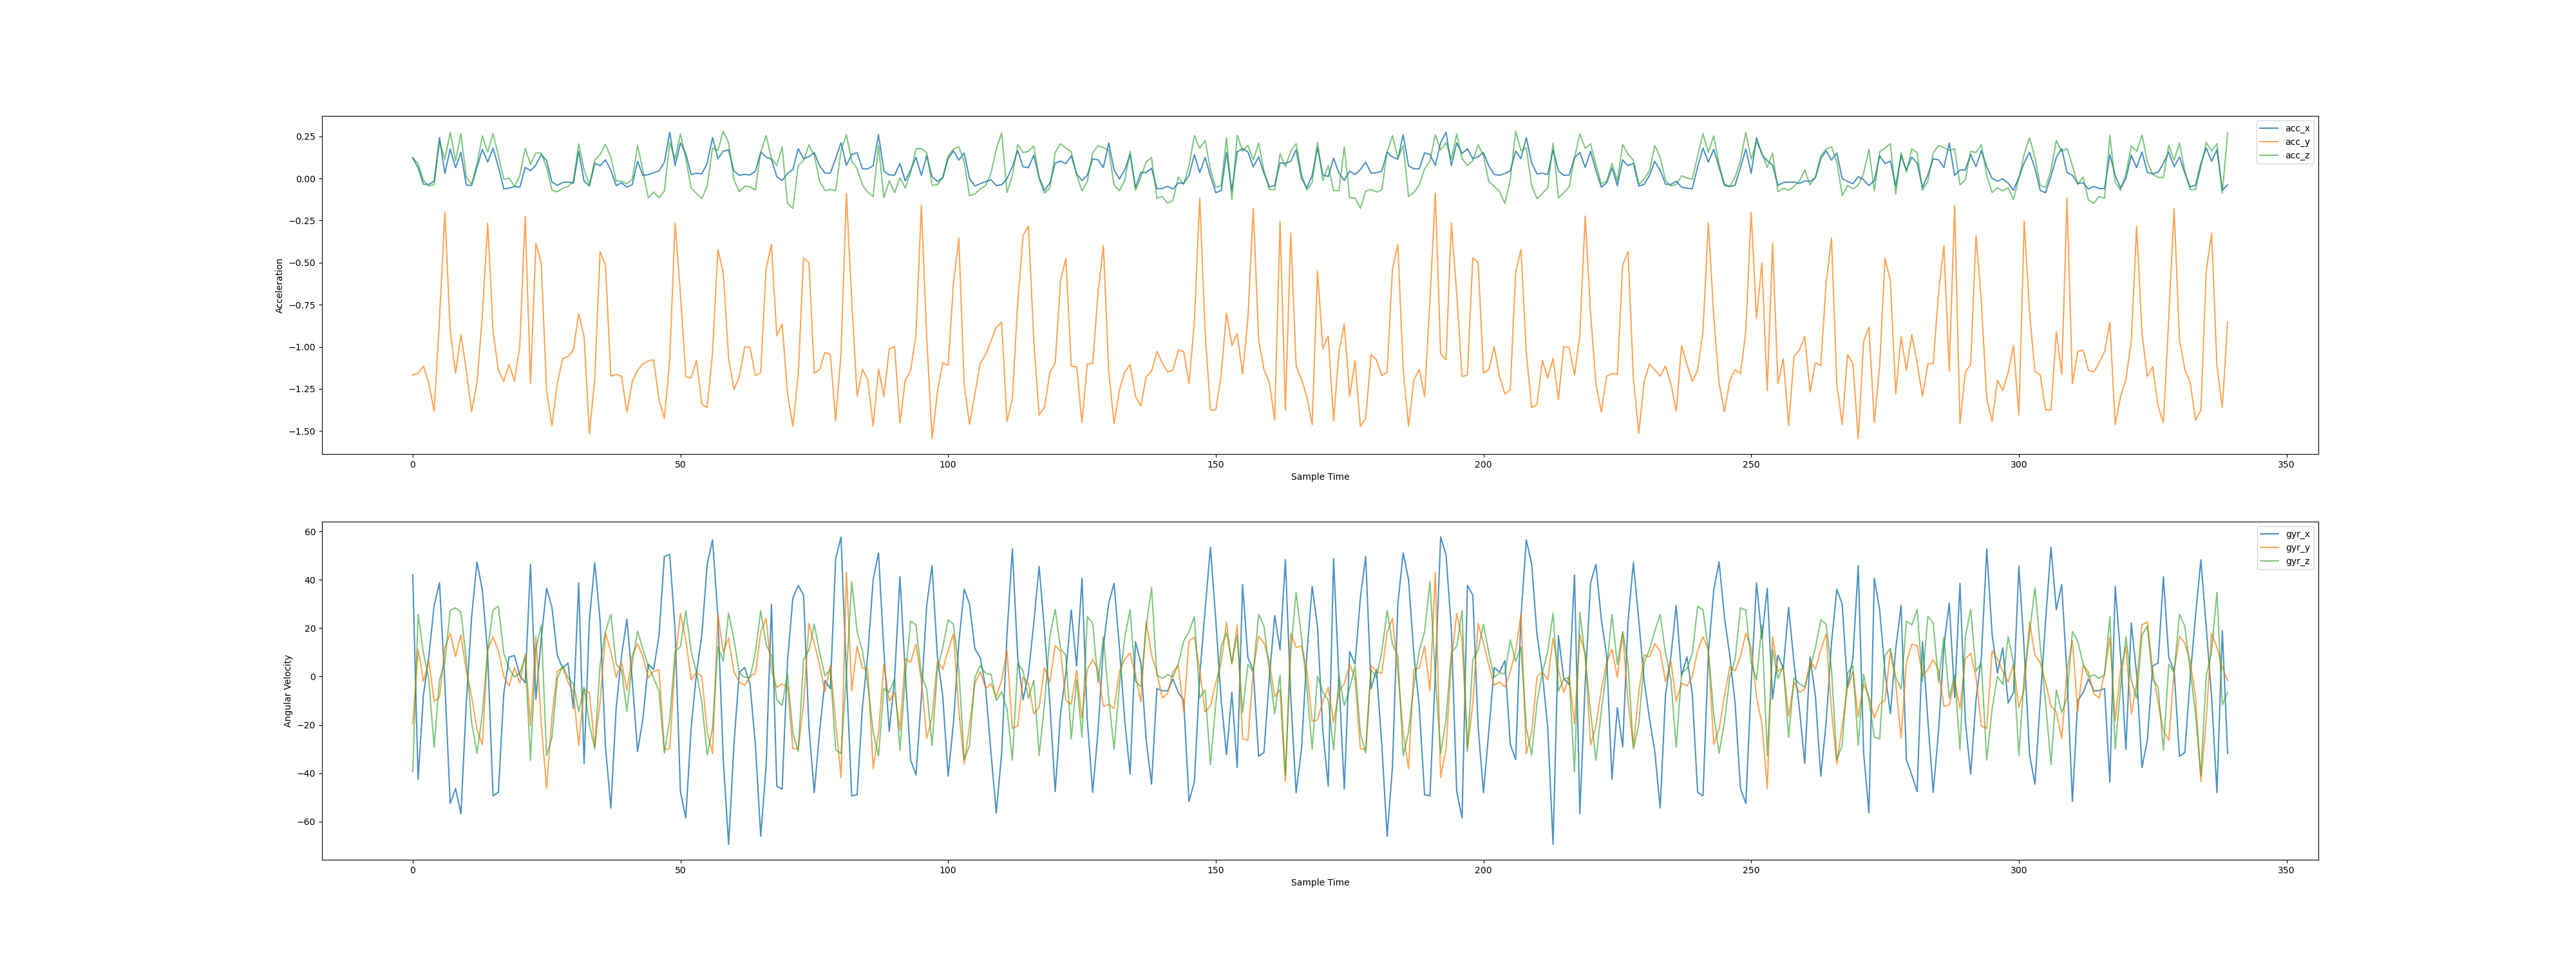 0.25
0.00
−0.25
−0.50
−0.75
−1.00
−1.25
−1.50
Acceleration
acc_x
acc_y
acc_z
0 50 100 150 200 250 300 350
Sample Time
60
40
20
0
−20
−40
−60
Angular Velocity
gyr_x
gyr_y
gyr_z
0 50 100 150 200 250 300 350
Sample Time